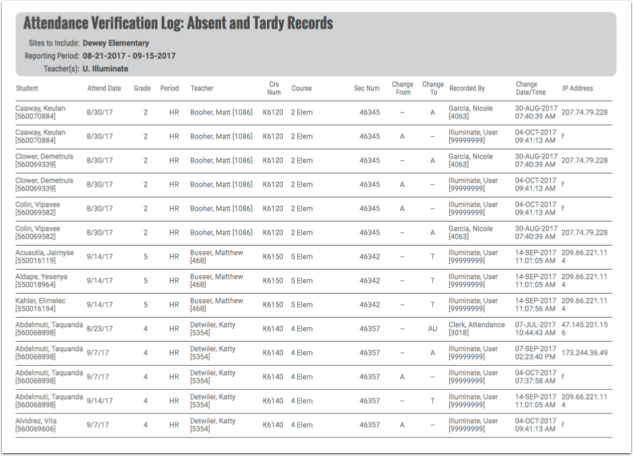 Attendance Verification Log: Absent and Tardy Records
Sites to Include: Dewey Elementary
Reporting Period: 08-21-2017 - 09-15-2017
Teacher(s): U. Illuminate
Student Attend Date Grade Period Teacher Crs Num Course Sec Num Change From Change To Recorded By Change Date/Time IP Address
Caaway, Keulan [560070884] 8/30/17 2 HR Booher, Matt [1086] K6120 2 Elem 46345 -- A Garcia, Nicole [4063] 30-AUG-2017 07:40:39 AM 207.74.79.228
Caaway, Keulan [560070884] 8/30/17 2 HR Booher, Matt [1086] K6120 2 Elem 46345 A -- Illuminate, User [99999999] 04-OCT-2017 09:41:13 AM f
Clower, Demetruis [560069339] 8/30/17 2 HR Booher, Matt [1086] K6120 2 Elem 46345 -- A Garcia, Nicole [4063] 30-AUG-2017 07:40:39 AM 207.74.79.228
Clower, Demetruis [560069339] 8/30/17 2 HR Booher, Matt [1086] K6120 2 Elem 46345 A -- Illuminate, User [99999999] 04-OCT-2017 09:41:13 AM f
Colin, Vipavee [560069582] 8/30/17 2 HR Booher, Matt [1086] K6120 2 Elem 46345 A -- Illuminate, User [99999999] 04-OCT-2017 09:41:13 AM f
Colin, Vipavee [560069582] 8/30/17 2 HR Booher, Matt [1086] K6120 2 Elem 46345 -- A Garcia, Nicole [4063] 30-AUG-2017 07:40:39 AM 207.74.79.228
Acuautla, Jaimyse [550016119] 9/14/17 5 HR Busser, Matthew [468] K6150 5 Elem 46342 -- T Illuminate, User [99999999] 14-SEP-2017 11:01:05 AM 209.66.221.11 4
Aldape, Yesenya [550018964] 9/14/17 5 HR Busser, Matthew [468] K6150 5 Elem 46342 -- T Illuminate, User [99999999] 14-SEP-2017 11:01:05 AM 209.66.221.11 4
Kahler, Elimelec [550016194] 9/14/17 5 HR Busser, Matthew [468] K6150 5 Elem 46342 -- T Illuminate, User [99999999] 14-SEP-2017 11:07:56 AM 209.66.221.11 4
Abdelmuti, Taquanda [560068898] 8/23/17 4 HR Detwiler, Katty [5354] K6140 4 Elem 46357 -- AU Clerk, Attendance [3018] 07-JUL-2017 10:44:43 AM 47.145.201.15 6
Abdelmuti, Taquanda [560068898] 9/7/17 4 HR Detwiler, Katty [5354] K6140 4 Elem 46357 -- A Illuminate, User [99999999] 07-SEP-2017 02:23:40 PM 173.244.36.49
Abdelmuti, Taquanda [560068898] 9/7/17 4 HR Detwiler, Katty [5354] K6140 4 Elem 46357 A -- Illuminate, User [99999999] 04-OCT-2017 07:37:58 AM f
Abdelmuti, Taquanda [560068898] 9/14/17 4 HR Detwiler, Katty [5354] K6140 4 Elem 46357 -- T Illuminate, User [99999999] 14-SEP-2017 11:01:05 AM 209.66.221.11 4
Alvidrez, Vita [560069606] 9/7/17 4 HR Detwiler, Katty [5354] K6140 4 Elem 46357 A -- Illuminate, User [99999999] 04-OCT-2017 09:41:13 AM f